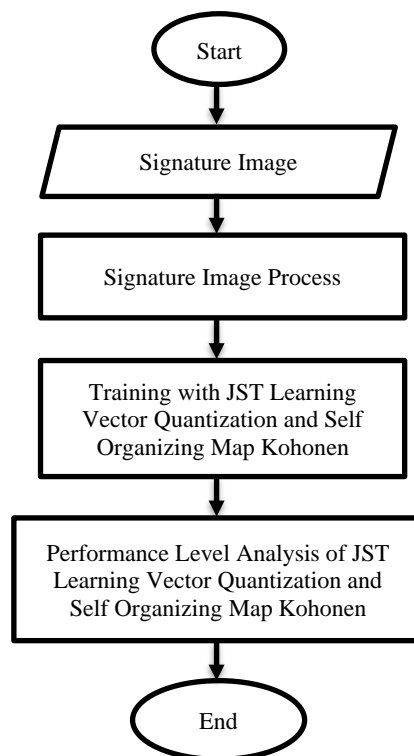 Start
Signature Image
Signature Image Process
Training with JST Learning
Vector Quantization and Self
Organizing Map Kohonen
Performance Level Analysis of JST
Learning Vector Quantization and
Self Organizing Map Kohonen
End